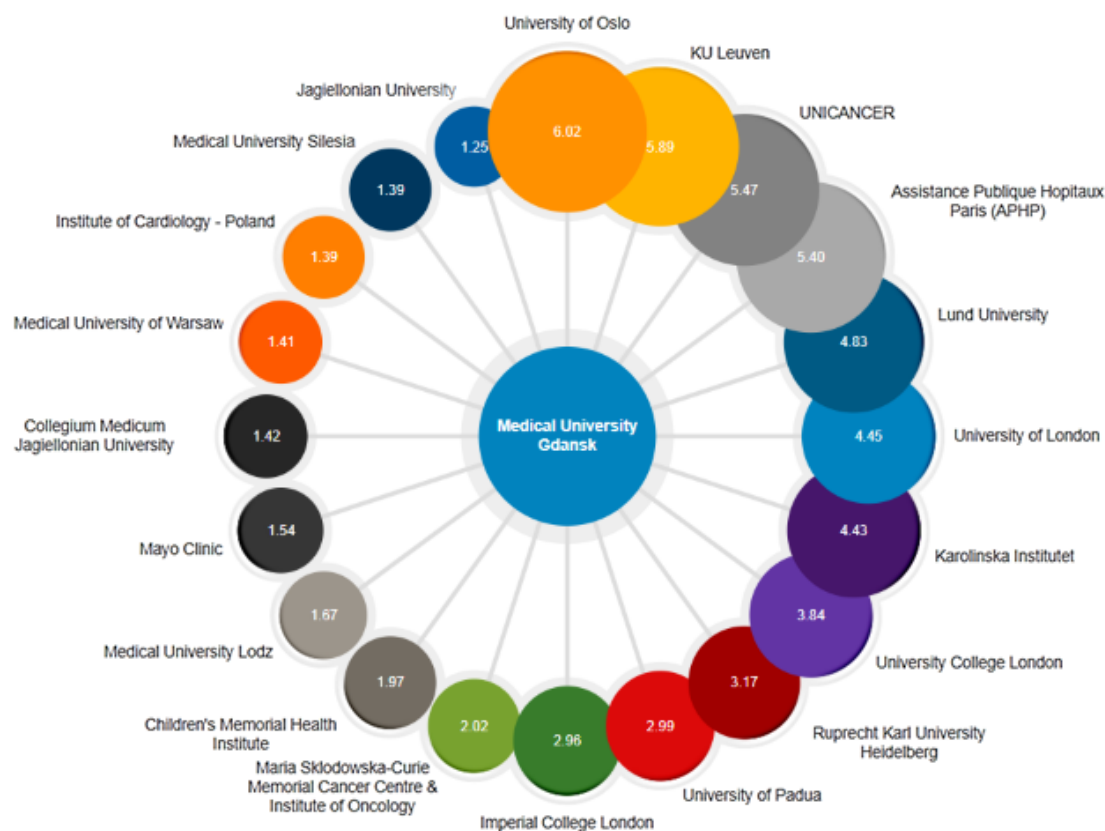 University of Oslo
6.02
KU Leuven
5.89
UNICANCER
5.47
Assistance Publique Hopitaux
Paris (APHP)
5.40
Lund University
4.83
University of London
4.45
Karolinska Institutet
4.43
University College London
3.84
Ruprecht Karl University
Heidelberg
3.17
University of Padua
2.99
Imperial College London
2.96
Maria Sklodowska-Curie
Memorial Cancer Centre &
Institute of Oncology
2.02
Children's Memorial Health
Institute
1.97
Medical University Lodz
1.67
Mayo Clinic
1.54
Collegium Medicum
Jagiellonian University
1.42
Medical University of Warsaw
1.41
Institute of Cardiology - Poland
1.39
Medical University Silesia
1.39
Jagiellonian University
1.25
Medical University
Gdansk